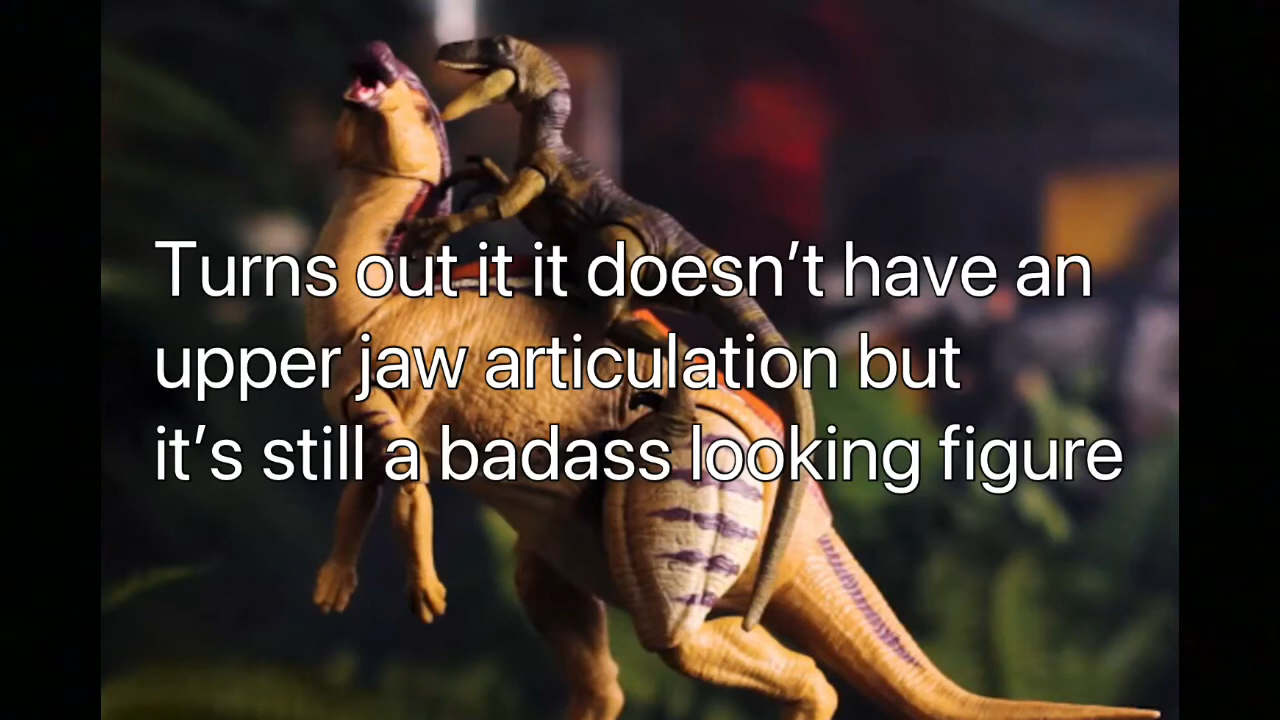 Turns out it it doesn’t have an
upper jaw articulation but
it’s still a badass looking figure